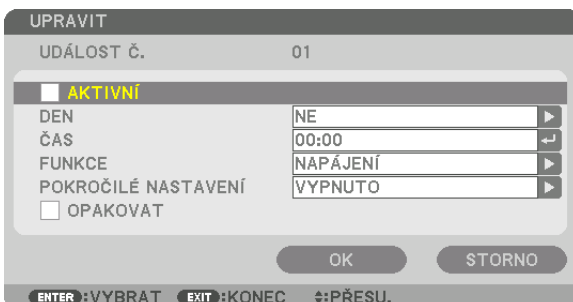 UPRAVIT
UDÁLOST Č. 01
AKTIVNÍ
DEN NE
ČAS 00:00
FUNKCE NAPÁJENÍ
POKROČILÉ NASTAVENÍ VYPNUTO
OPAKOVAT
OK STORNO
ENTER :VYBRAT EXIT :KONEC :PŘESU.